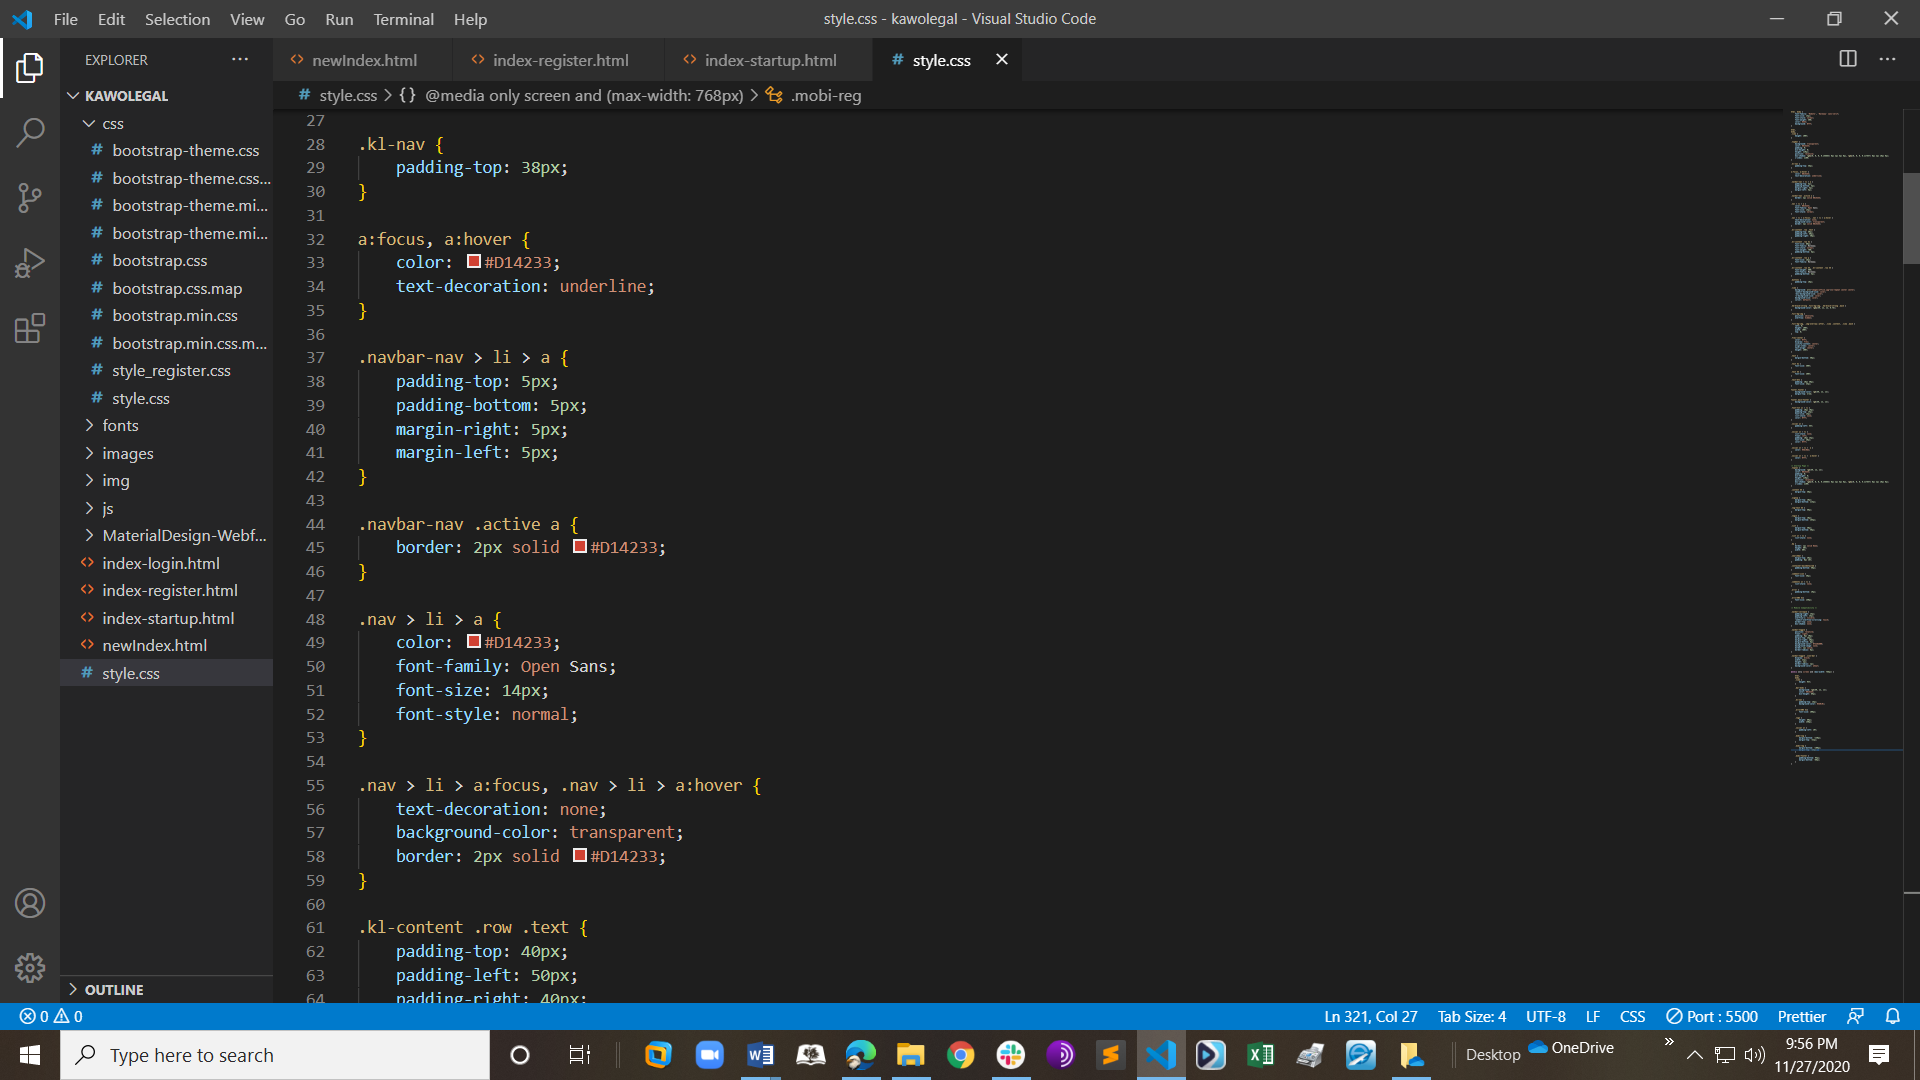 File Edit Selection View Go Run Terminal Help
style.css - kawolegal - Visual Studio Code
EXPLORER
KAWOLEGAL
css
bootstrap-theme.css
bootstrap-theme.css...
bootstrap-theme.mi...
bootstrap-theme.mi...
bootstrap.css
bootstrap.css.map
bootstrap.min.css
bootstrap.min.css.m...
style_register.css
style.css
fonts
images
img
js
MaterialDesign-Webf...
index-login.html
index-register.html
index-startup.html
newIndex.html
style.css
OUTLINE
newIndex.html index-register.html index-startup.html style.css
style.css > {} @media only screen and (max-width: 768px) > .mobi-reg
27
28 .kl-nav {
29 padding-top: 38px;
30 }
31
32 a:focus, a:hover {
33 color: #D14233;
34 text-decoration: underline;
35 }
36
37 .navbar-nav > li > a {
38 padding-top: 5px;
39 padding-bottom: 5px;
40 margin-right: 5px;
41 margin-left: 5px;
42 }
43
44 .navbar-nav .active a {
45 border: 2px solid #D14233;
46 }
47
48 .nav > li > a {
49 color: #D14233;
50 font-family: Open Sans;
51 font-size: 14px;
52 font-style: normal;
53 }
54
55 .nav > li > a:focus, .nav > li > a:hover {
56 text-decoration: none;
57 background-color: transparent;
58 border: 2px solid #D14233;
59 }
60
61 .kl-content .row .text {
62 padding-top: 40px;
63 padding-left: 50px;
64 padding-right: 40px;
0 0
Ln 321, Col 27 Tab Size: 4 UTF-8 LF CSS Port : 5500 Prettier
Type here to search
Desktop OneDrive
9:56 PM
11/27/2020